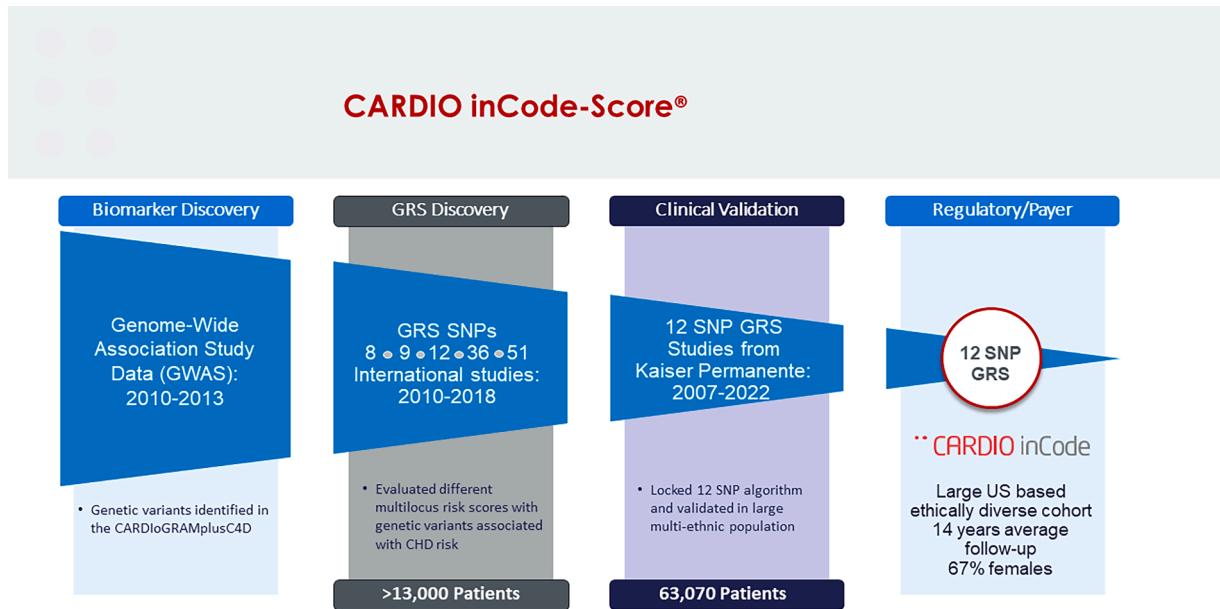 CARDIO inCode-Score®
Biomarker Discovery
Genome-Wide
Association Study
Data (GWAS):
2010-2013
• Genetic variants identified in
the CARDIoGRAMplusC4D
GRS Discovery
GRS SNPs
8 • 9 • 12 • 36 • 51
International studies:
2010-2018
• Evaluated different
multilocus risk scores with
genetic variants associated
with CHD risk
>13,000 Patients
Clinical Validation
12 SNP GRS
Studies from
Kaiser Permanente:
2007-2022
• Locked 12 SNP algorithm
and validated in large
multi-ethnic population
63,070 Patients
Regulatory/Payer
12 SNP
GRS
CARDIO inCode
Large US based
ethically diverse cohort
14 years average
follow-up
67% females